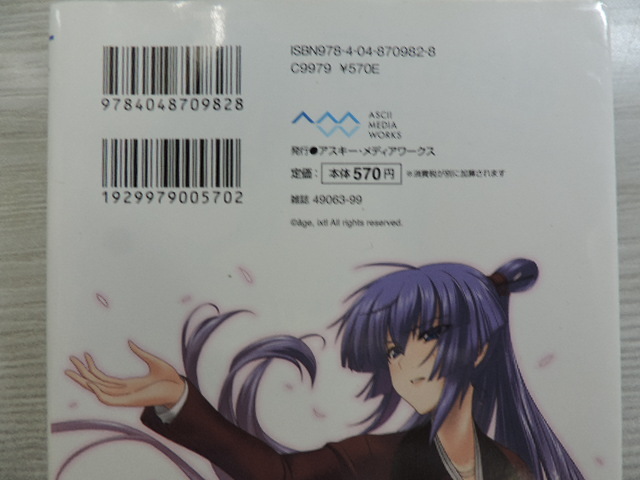 9784048709828
1929979005702
ISBN978-4-04-870982-8
C9979 ¥570E
ASCII
MEDIA
WORKS
発行●アスキー・メディアワークス
定価： 本体570円 ※消費税が別に加算されます
雑誌 49063-99
©âge, ixtl All rights reserved.